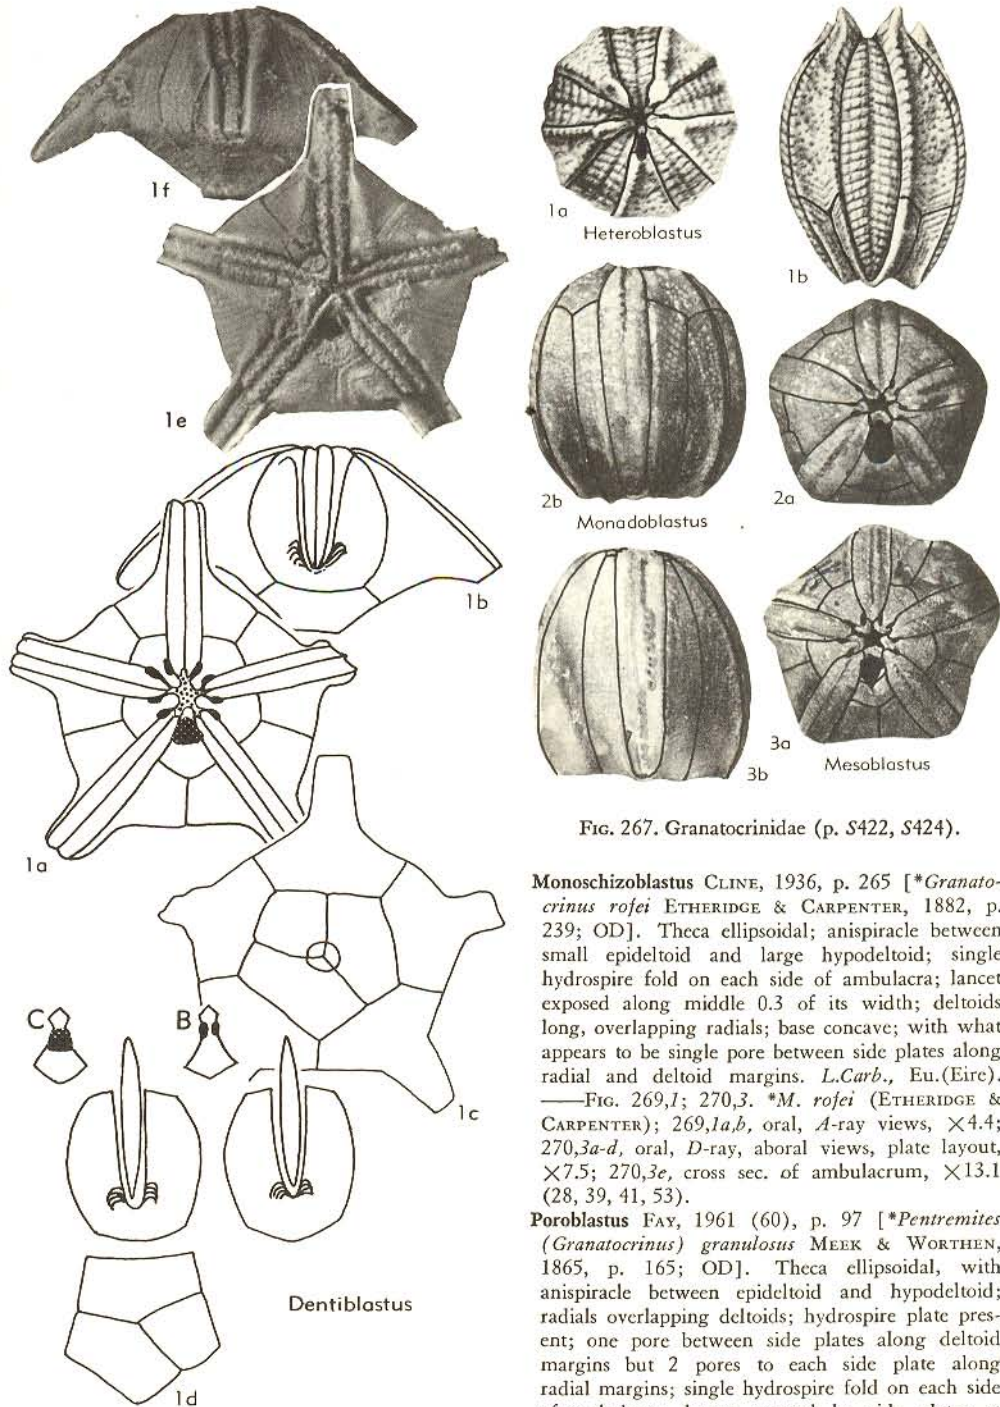 1f
1e
1b
1a
1c
C
B
Dentiblastus
1d
1a
Heteroblastus
1b
2b
Monadoblastus
2a
3b
3a
Mesoblastus
FIG. 267. Granatocrinidae (p. S422, S424).
Monoschizoblastus CLINE, 1936, p. 265 [*Granato-
crinus rofei ETHERIDGE & CARPENTER, 1882, p.
239; OD]. Theca ellipsoidal; anispiracle between
small epideltoid and large hypodeltoid; single
hydrospire fold on each side of ambulacra; lancet
exposed along middle 0.3 of its width; deltoids
long, overlapping radials; base concave; with what
appears to be single pore between side plates along
radial and deltoid margins. L.Carb., Eu.(Eire).
——FIG. 269,1; 270,3. *M. rofei (ETHERIDGE &
CARPENTER); 269,1a,b, oral, A-ray views, ×4.4;
270,3a-d, oral, D-ray, aboral views, plate layout,
×7.5; 270,3e, cross sec. of ambulacrum, ×13.1
(28, 39, 41, 53).
Poroblastus FAY, 1961 (60), p. 97 [*Pentremites
(Granatocrinus) granulosus MEEK & WORTHEN,
1865, p. 165; OD]. Theca ellipsoidal, with
anispiracle between epideltoid and hypodeltoid;
radials overlapping deltoids; hydrospire plate pres-
ent; one pore between side plates along deltoid
margins but 2 pores to each side plate along
radial margins; single hydrospire fold on each side